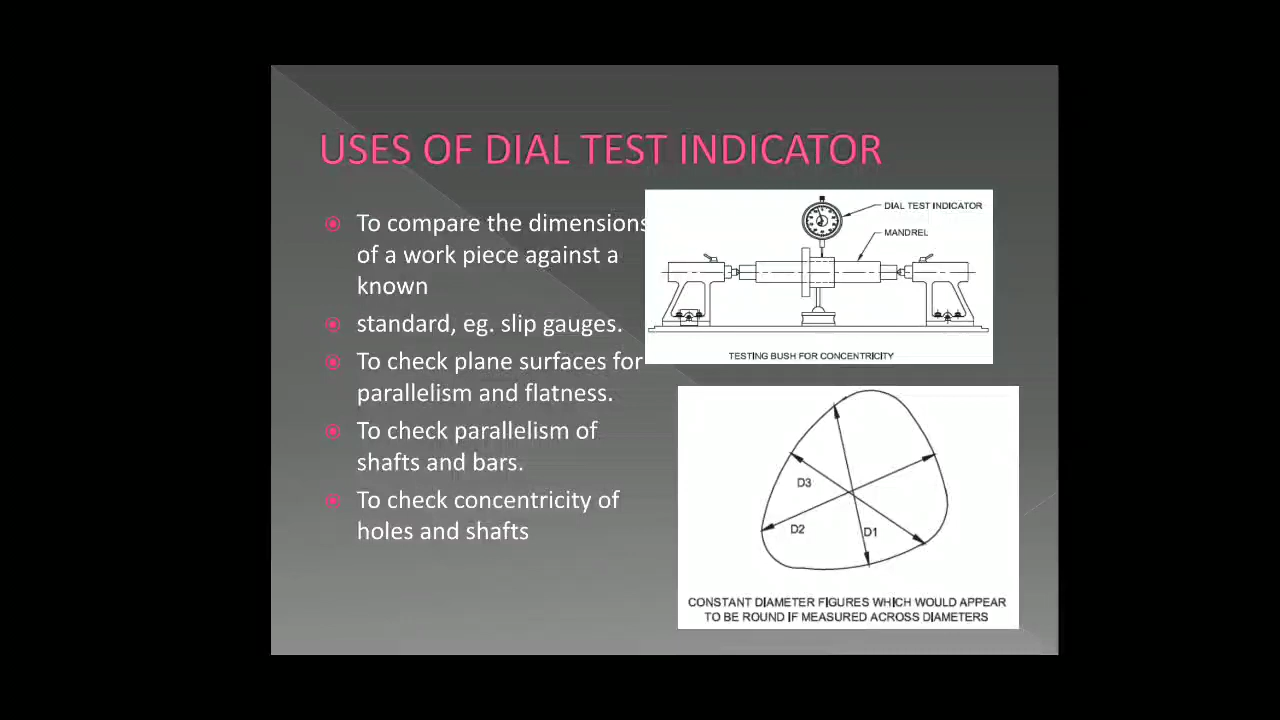 USES OF DIAL TEST INDICATOR
To compare the dimensions
of a work piece against a
known
standard, eg. slip gauges.
To check plane surfaces for
parallelism and flatness.
To check parallelism of
shafts and bars.
To check concentricity of
holes and shafts
DIAL TEST INDICATOR
MANDREL
TESTING BUSH FOR CONCENTRICITY
D3
D2
D1
CONSTANT DIAMETER FIGURES WHICH WOULD APPEAR
TO BE ROUND IF MEASURED ACROSS DIAMETERS